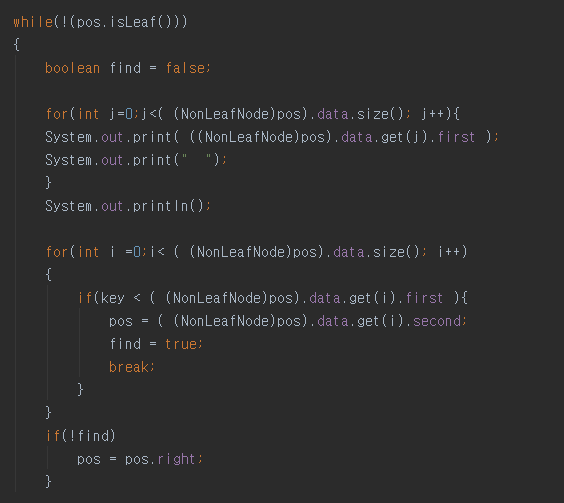 while(!(pos.isLeaf()))
{
    boolean find = false;

    for(int j=0;j<( (NonLeafNode)pos).data.size(); j++){
    System.out.print( ((NonLeafNode)pos).data.get(j).first );
    System.out.print("  ");
    }
    System.out.println();

    for(int i =0;i< ( (NonLeafNode)pos).data.size(); i++)
    {
        if(key < ( (NonLeafNode)pos).data.get(i).first ){
            pos = ( (NonLeafNode)pos).data.get(i).second;
            find = true;
            break;
        }
    }
    if(!find)
        pos = pos.right;
    }